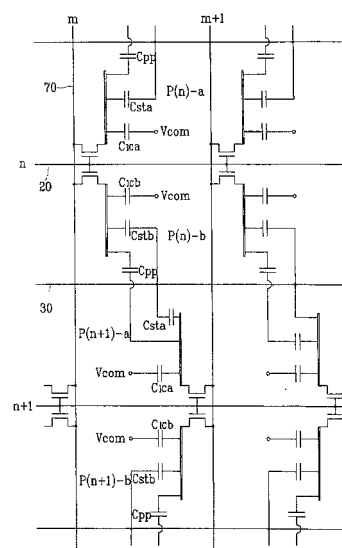 m m+1
Cpp
70 P(n)-a
Csta
Clca Vcom
n
20 Clcb Vcom
Cstb P(n)-b
Cpp
30
Csta
P(n+1)-a
Vcom
Clca
n+1
Clcb
Vcom
P(n+1)-b Cstb
Cpp